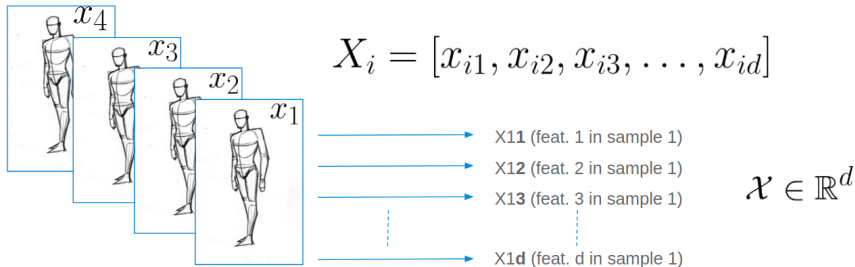 x₄
x₃
x₂
x₁
Xᵢ = [xᵢ₁, xᵢ₂, xᵢ₃, . . . , xᵢd]
X11 (feat. 1 in sample 1)
X12 (feat. 2 in sample 1)
X13 (feat. 3 in sample 1)
X1d (feat. d in sample 1)
𝒳 ∈ ℝᵈ